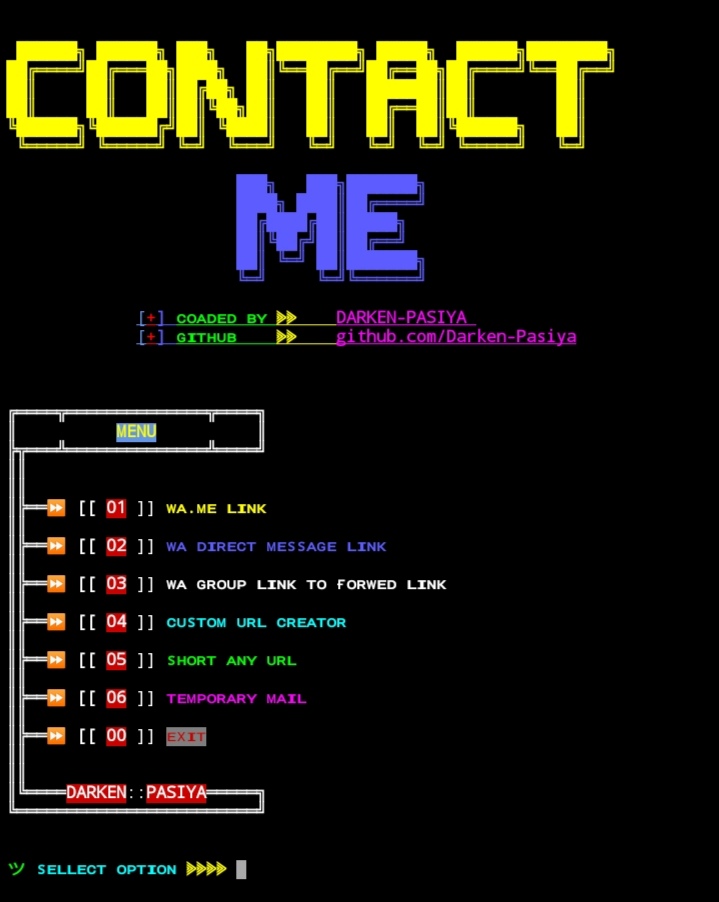 CONTACT
ME
[+] COADED BY ⏩ DARKEN-PASIYA
[+] GITHUB ⏩ github.com/Darken-Pasiya
MENU
⏩ [[ 01 ]] WA.ME LINK
⏩ [[ 02 ]] WA DIRECT MESSAGE LINK
⏩ [[ 03 ]] WA GROUP LINK TO FORWED LINK
⏩ [[ 04 ]] CUSTOM URL CREATOR
⏩ [[ 05 ]] SHORT ANY URL
⏩ [[ 06 ]] TEMPORARY MAIL
⏩ [[ 00 ]] EXIT
DARKEN::PASIYA
ツ SELLECT OPTION ⏩⏩